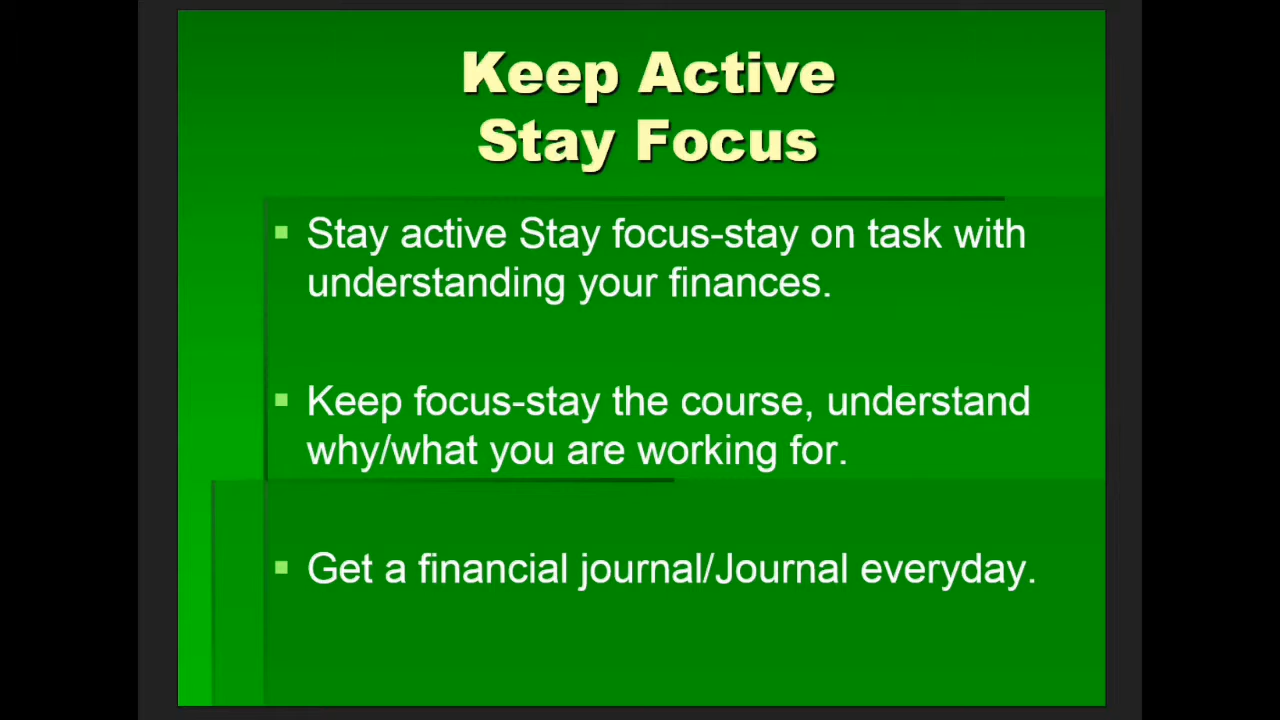 Keep Active
Stay Focus
Stay active Stay focus-stay on task with
understanding your finances.
Keep focus-stay the course, understand
why/what you are working for.
Get a financial journal/Journal everyday.